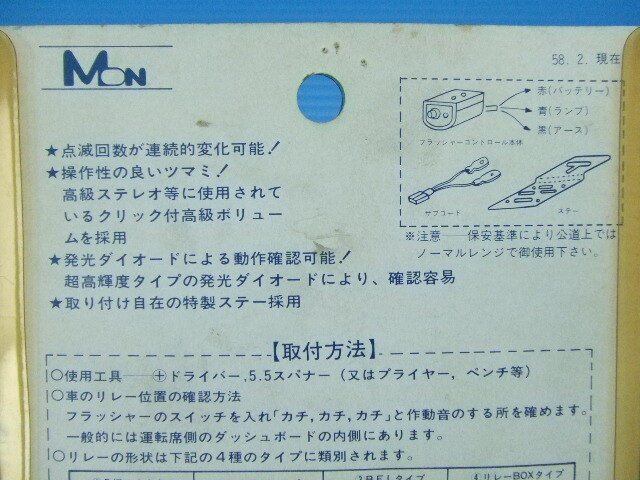 MON
58. 2. 現在
赤(バッテリー)
青(ランプ)
黒(アース)
フラッシャーコントロール本体
サブコード
ステー
※注意 保安基準により公道上では
ノーマルレンジで御使用下さい。
★点滅回数が連続的変化可能!
★操作性の良いツマミ!
高級ステレオ等に使用されて
いるクリック付高級ボリュー
ムを採用
★発光ダイオードによる動作確認可能!
超高輝度タイプの発光ダイオードにより、確認容易
★取り付け自在の特製ステー採用
【取付方法】
○使用工具──⊕ドライバー, 5.5スパナー (又はプライヤー, ペンチ等)
○車のリレー位置の確認方法
フラッシャーのスイッチを入れ「カチ, カチ, カチ」と作動音のする所を確めます。
一般的には運転席側のダッシュボードの内側にあります。
○リレーの形状は下記の4種のタイプに類別されます。
4.リレーBOXタイプ